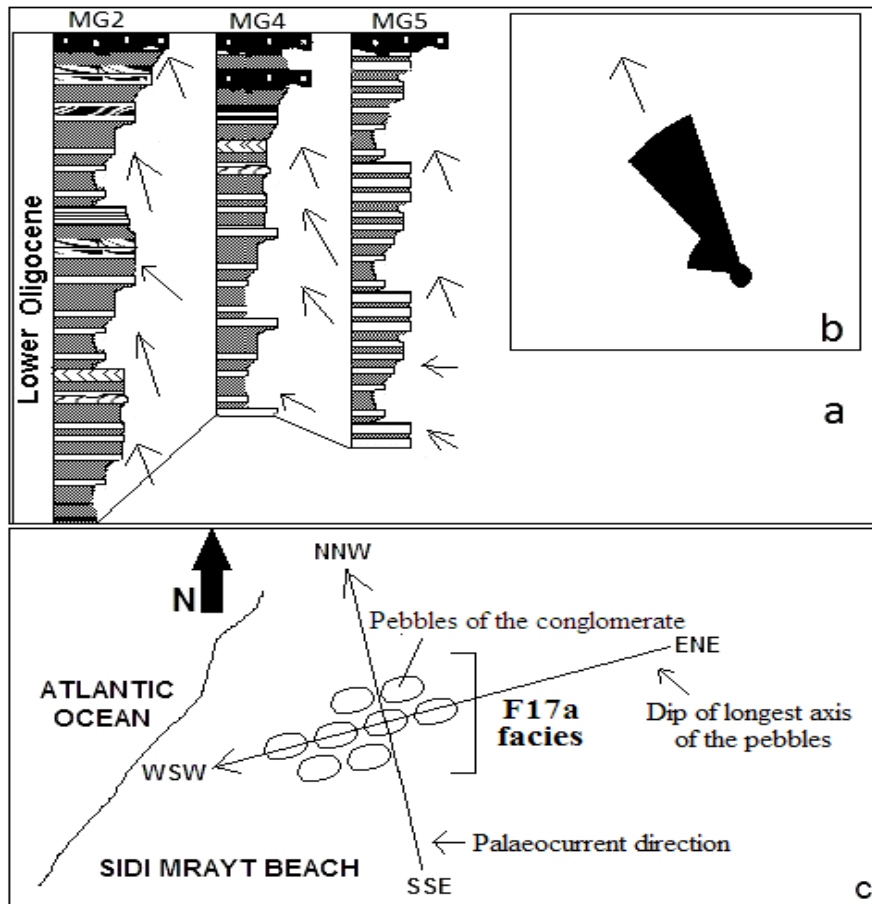 MG2 MG4 MG5
Lower Oligocene
b
a
NNW
N
Pebbles of the conglomerate
ENE
ATLANTIC
OCEAN
F17a
facies
Dip of longest axis
of the pebbles
WSW
Palaeocurrent direction
SIDI MRAYT BEACH
SSE
c